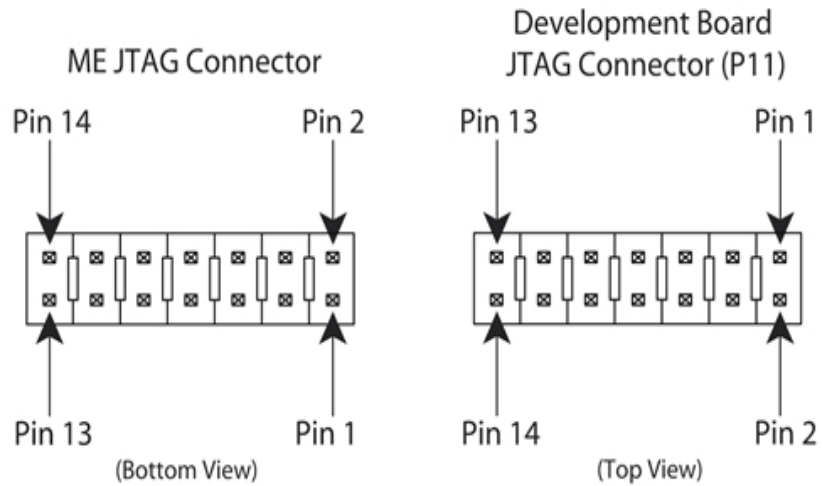 ME JTAG Connector
Pin 14
Pin 2
Pin 13
Pin 1
(Bottom View)
Development Board
JTAG Connector (P11)
Pin 13
Pin 1
Pin 14
Pin 2
(Top View)